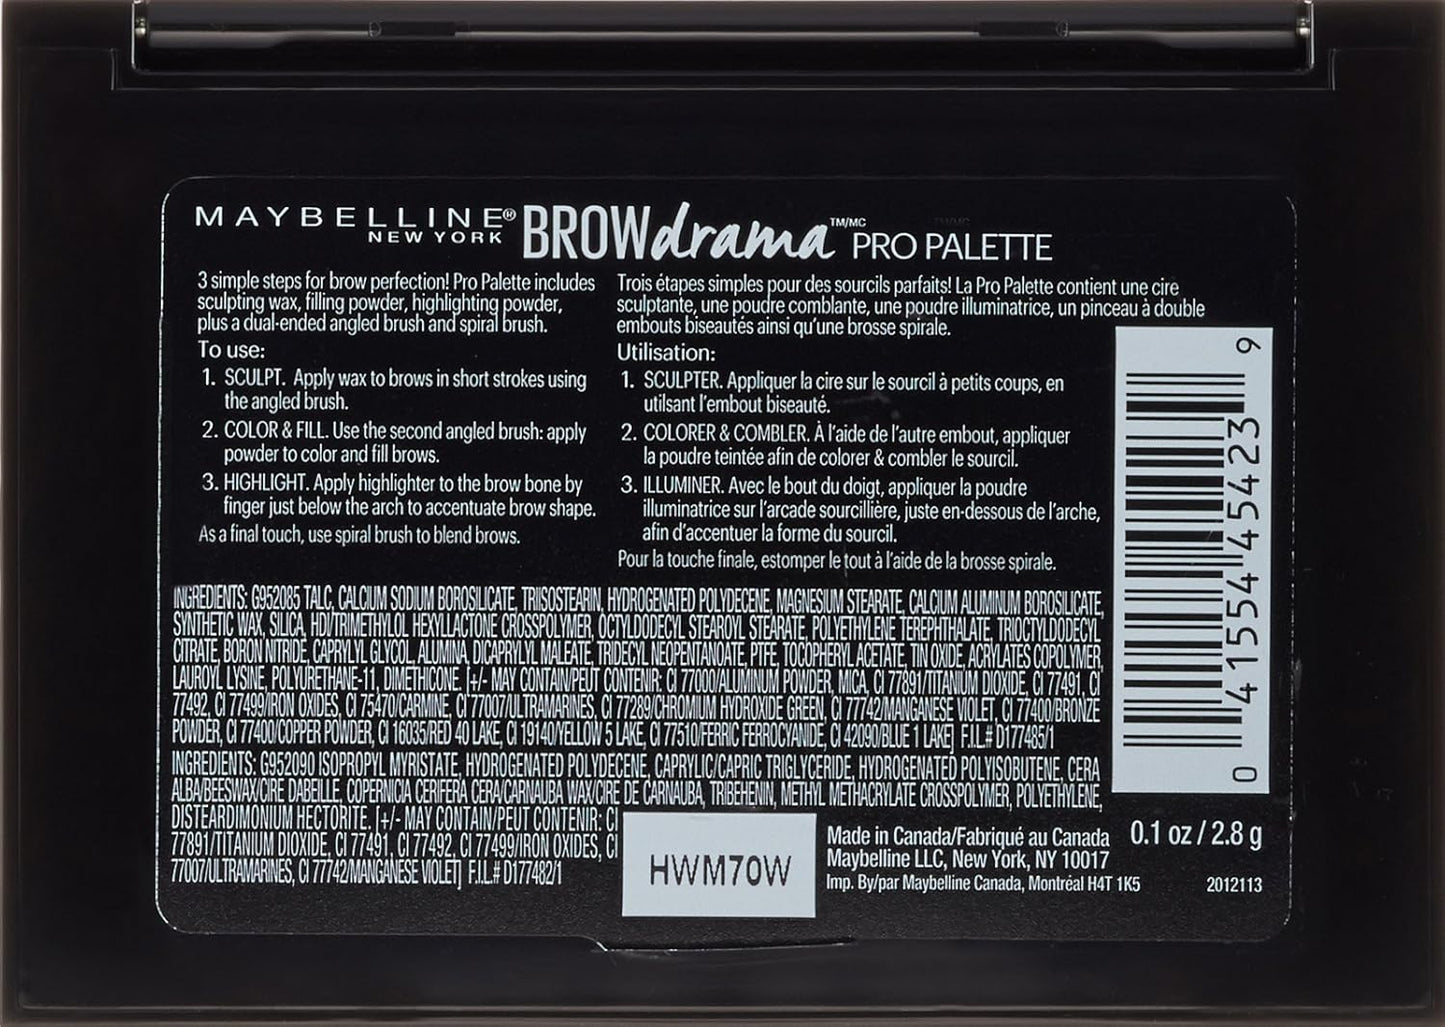 MAYBELLINE®
NEW YORK
BROWdrama™/MC PRO PALETTE
3 simple steps for brow perfection! Pro Palette includes
sculpting wax, filling powder, highlighting powder,
plus a dual-ended angled brush and spiral brush.
To use:
1. SCULPT. Apply wax to brows in short strokes using
the angled brush.
2. COLOR & FILL. Use the second angled brush: apply
powder to color and fill brows.
3. HIGHLIGHT. Apply highlighter to the brow bone by
finger just below the arch to accentuate brow shape.
As a final touch, use spiral brush to blend brows.
Trois étapes simples pour des sourcils parfaits! La Pro Palette contient une cire
sculptante, une poudre comblante, une poudre illuminatrice, un pinceau à double
embouts biseautés ainsi qu'une brosse spirale.
Utilisation:
1. SCULPTER. Appliquer la cire sur le sourcil à petits coups, en
utilsant l'embout biseauté.
2. COLORER & COMBLER. À l'aide de l'autre embout, appliquer
la poudre teintée afin de colorer & combler le sourcil.
3. ILLUMINER. Avec le bout du doigt, appliquer la poudre
illuminatrice sur l'arcade sourcillière, juste en-dessous de l'arche,
afin d'accentuer la forme du sourcil.
Pour la touche finale, estomper le tout à l'aide de la brosse spirale.
INGREDIENTS: G952085 TALC, CALCIUM SODIUM BOROSILICATE, TRIISOSTEARIN, HYDROGENATED POLYDECENE, MAGNESIUM STEARATE, CALCIUM ALUMINUM BOROSILICATE,
SYNTHETIC WAX, SILICA, HDI/TRIMETHYLOL HEXYLLACTONE CROSSPOLYMER, OCTYLDODECYL STEAROYL STEARATE, POLYETHYLENE TEREPHTHALATE, TRIOCTYLDODECYL
CITRATE, BORON NITRIDE, CAPRYLYL GLYCOL, ALUMINA, DICAPRYLYL MALEATE, TRIDECYL NEOPENTANOATE, PTFE, TOCOPHERYL ACETATE, TIN OXIDE, ACRYLATES COPOLYMER,
LAUROYL LYSINE, POLYURETHANE-11, DIMETHICONE. [+/- MAY CONTAIN/PEUT CONTENIR: CI 77000/ALUMINUM POWDER, MICA, CI 77891/TITANIUM DIOXIDE, CI 77491, CI
77492, CI 77499/IRON OXIDES, CI 75470/CARMINE, CI 77007/ULTRAMARINES, CI 77289/CHROMIUM HYDROXIDE GREEN, CI 77742/MANGANESE VIOLET, CI 77400/BRONZE
POWDER, CI 77400/COPPER POWDER, CI 16035/RED 40 LAKE, CI 19140/YELLOW 5 LAKE, CI 77510/FERRIC FERROCYANIDE, CI 42090/BLUE 1 LAKE] F.I.L.# D177485/1
INGREDIENTS: G952090 ISOPROPYL MYRISTATE, HYDROGENATED POLYDECENE, CAPRYLIC/CAPRIC TRIGLYCERIDE, HYDROGENATED POLYISOBUTENE, CERA
ALBA/BEESWAX/CIRE DABEILLE, COPERNICIA CERIFERA CERA/CARNAUBA WAX/CIRE DE CARNAUBA, TRIBEHENIN, METHYL METHACRYLATE CROSSPOLYMER, POLYETHYLENE,
DISTEARDIMONIUM HECTORITE, [+/- MAY CONTAIN/PEUT CONTENIR: CI
77891/TITANIUM DIOXIDE, CI 77491, CI 77492, CI 77499/IRON OXIDES, CI
77007/ULTRAMARINES, CI 77742/MANGANESE VIOLET] F.I.L.# D177482/1
HWM70W
Made in Canada/Fabriqué au Canada
Maybelline LLC, New York, NY 10017
Imp. By/par Maybelline Canada, Montréal H4T 1K5
0.1 oz / 2.8 g
2012113
0 41554 45423 9